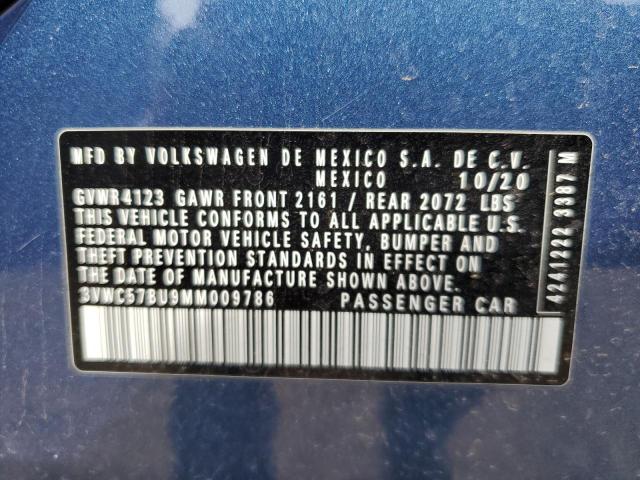 MFD BY VOLKSWAGEN DE MEXICO S.A. DE C.V.
MEXICO 10/20
GVWR4123 GAWR FRONT 2161 / REAR 2072 LBS
THIS VEHICLE CONFORMS TO ALL APPLICABLE U.S.
FEDERAL MOTOR VEHICLE SAFETY, BUMPER AND
THEFT PREVENTION STANDARDS IN EFFECT ON
THE DATE OF MANUFACTURE SHOWN ABOVE.
3VWC57BU9MM009786 PASSENGER CAR
4241222 3387 M